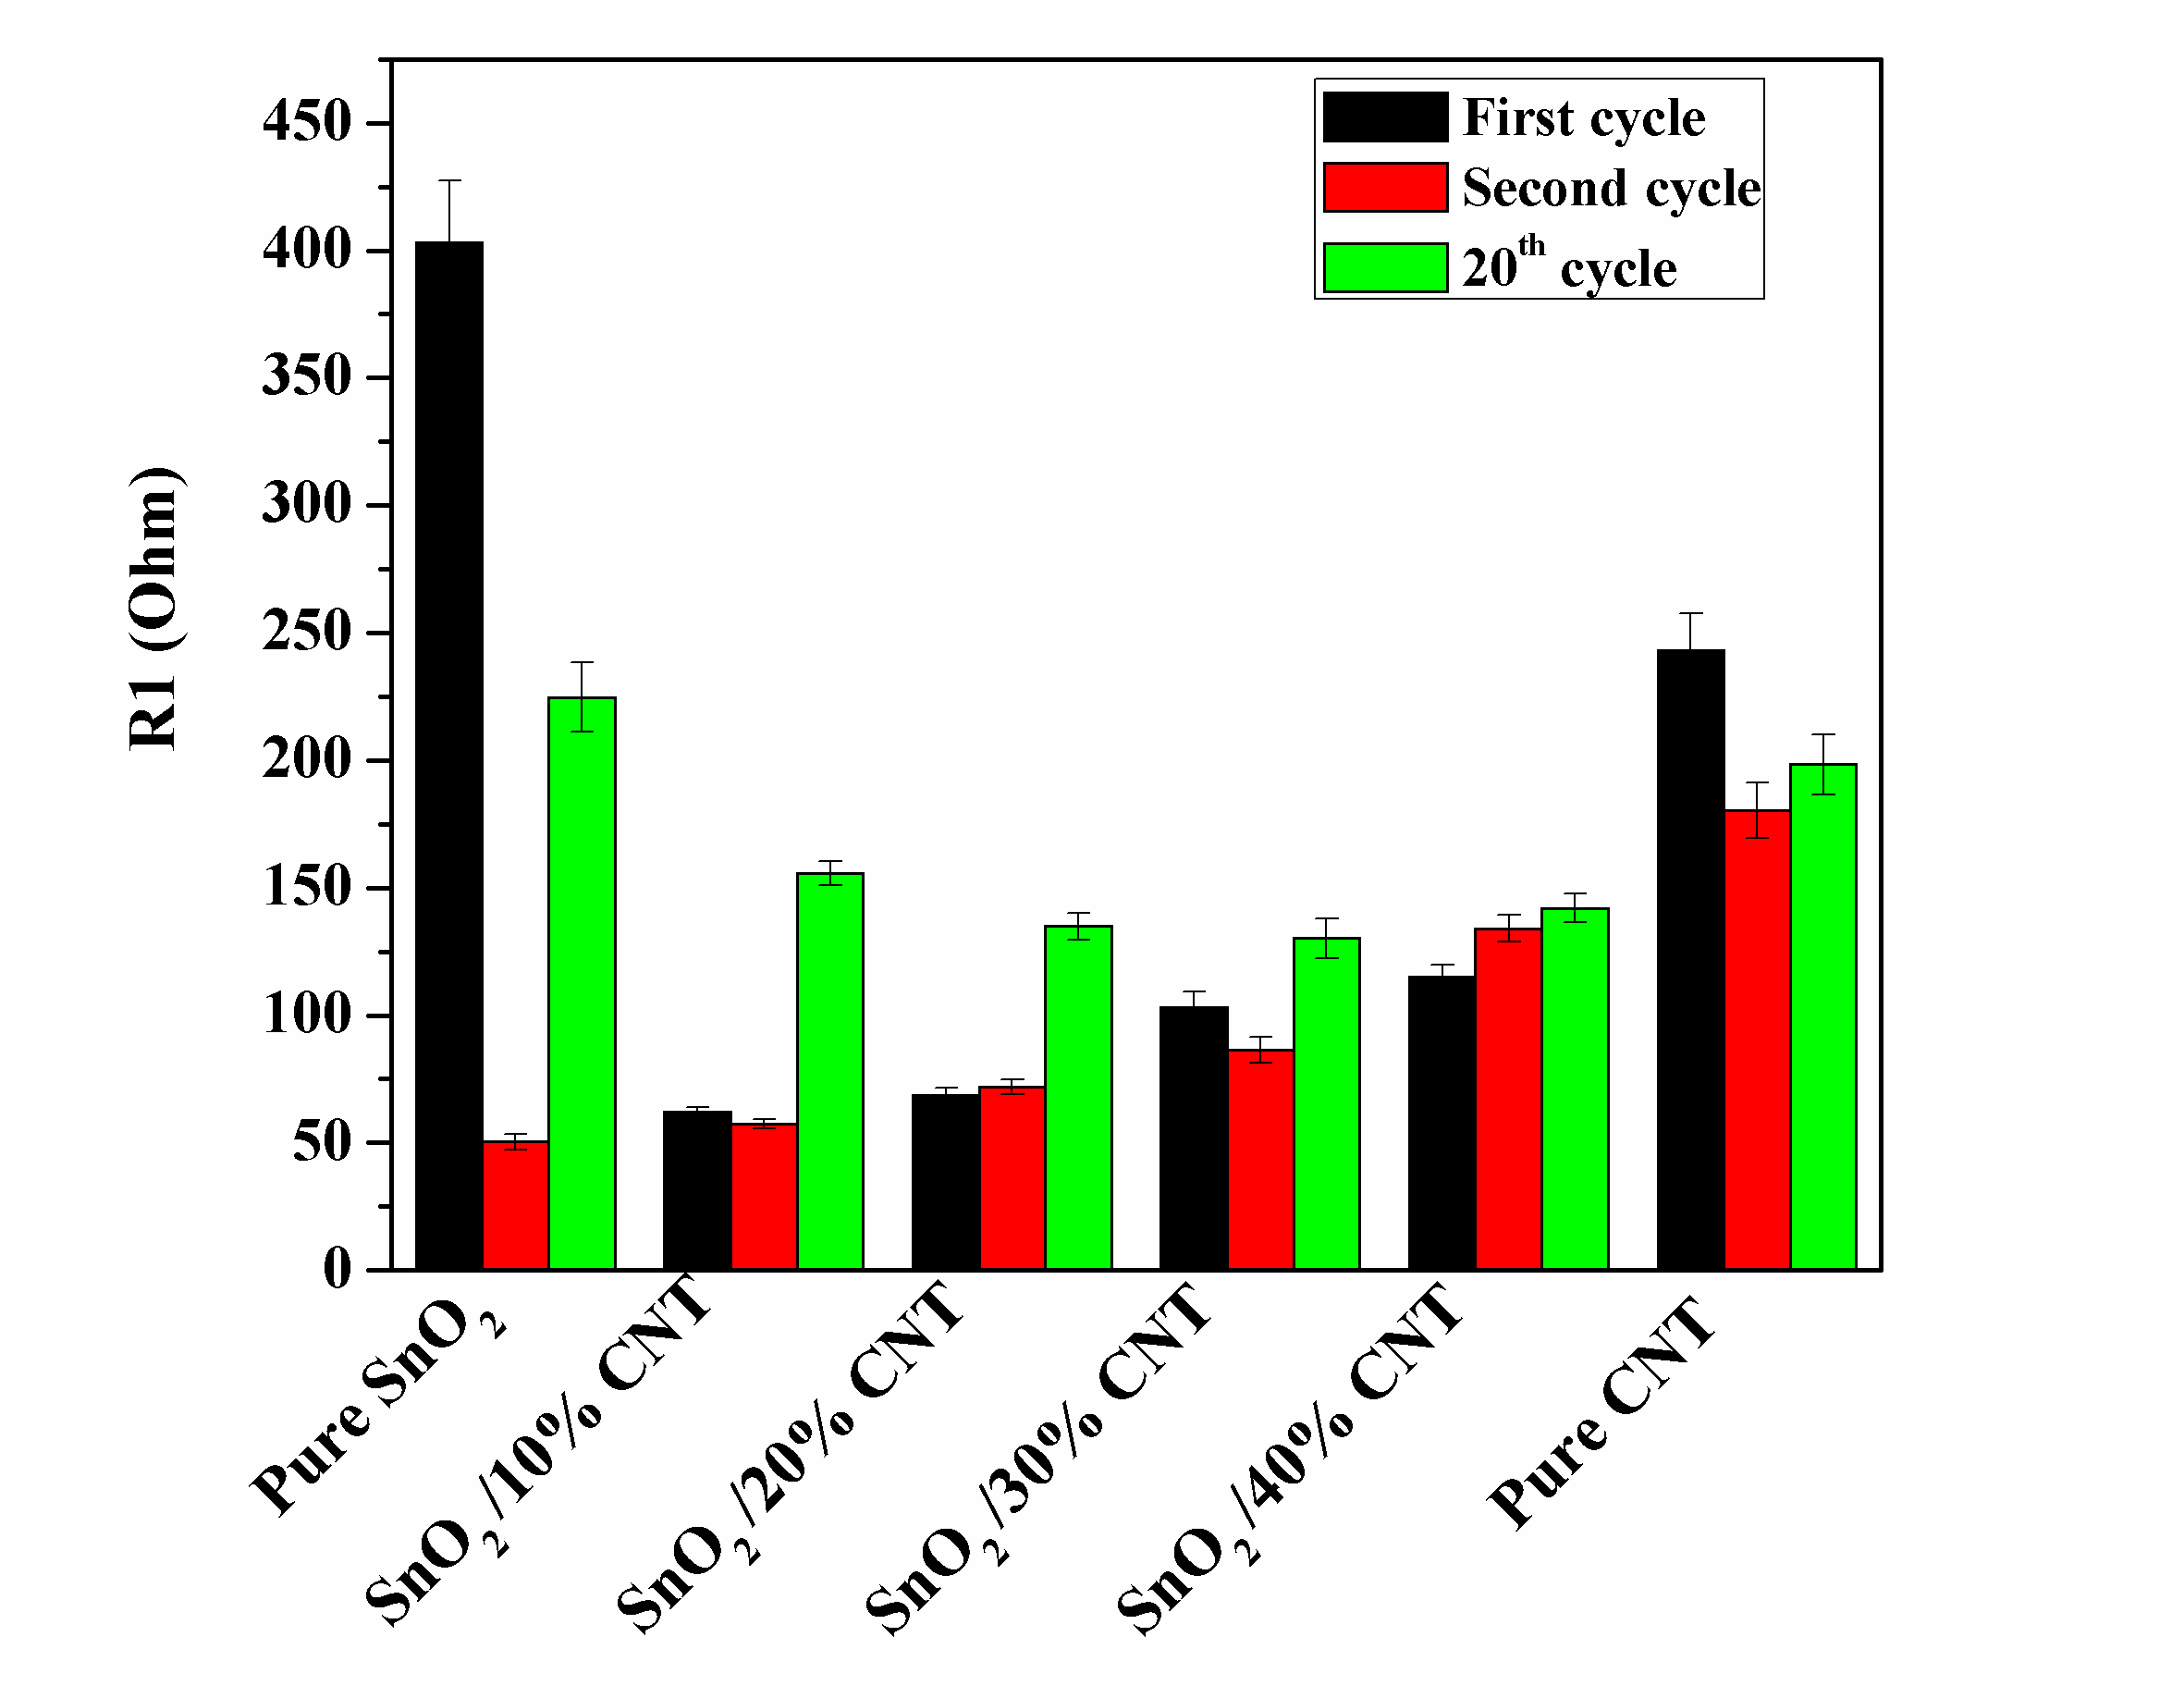 450
400
350
300
250
200
150
100
50
0
R1 (Ohm)
First cycle
Second cycle
20th cycle
Pure SnO2
SnO2/10% CNT
SnO2/20% CNT
SnO2/30% CNT
SnO2/40% CNT
Pure CNT